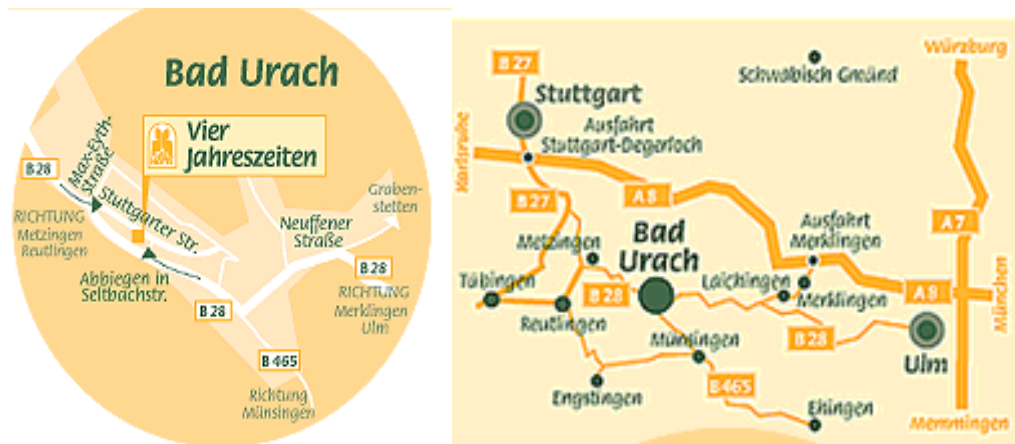 Bad Urach
Vier
Jahreszeiten
B 28
Max-Eyth-
Straße
Stuttgarter Str.
RICHTUNG
Metzingen
Reutlingen
Abbiegen in
Seltbachstr.
Graben-
stetten
Neuffener
Straße
B 28
RICHTUNG
Merklingen
Ulm
B 28
B 465
Richtung
Münsingen
B 27
Stuttgart
Ausfahrt
Stuttgart-Degerloch
Schwäbisch Gmünd
Würzburg
Karlsruhe
A 8
B 27
A 7
Metzingen
Bad
Urach
Ausfahrt
Merklingen
Tübingen
B 28
Laichingen
Merklingen
A 8
München
Reutlingen
Münsingen
B 28
Ulm
Engstingen
B 465
Ehingen
Memmingen